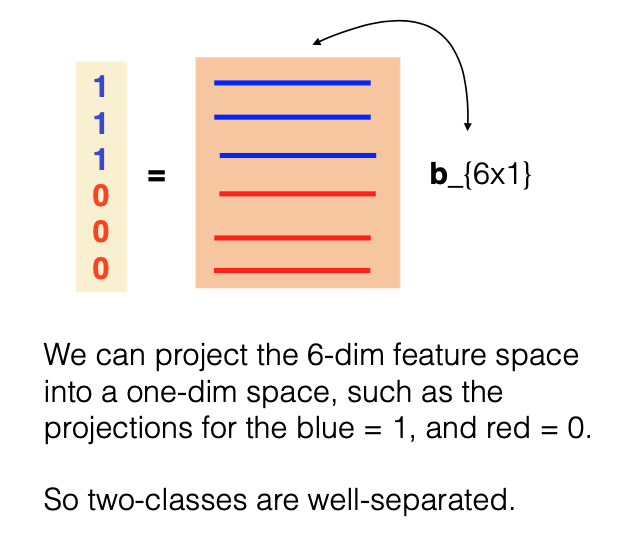 1
1
1
0
0
0
=
b_{6x1}
We can project the 6-dim feature space
into a one-dim space, such as the
projections for the blue = 1, and red = 0.
So two-classes are well-separated.